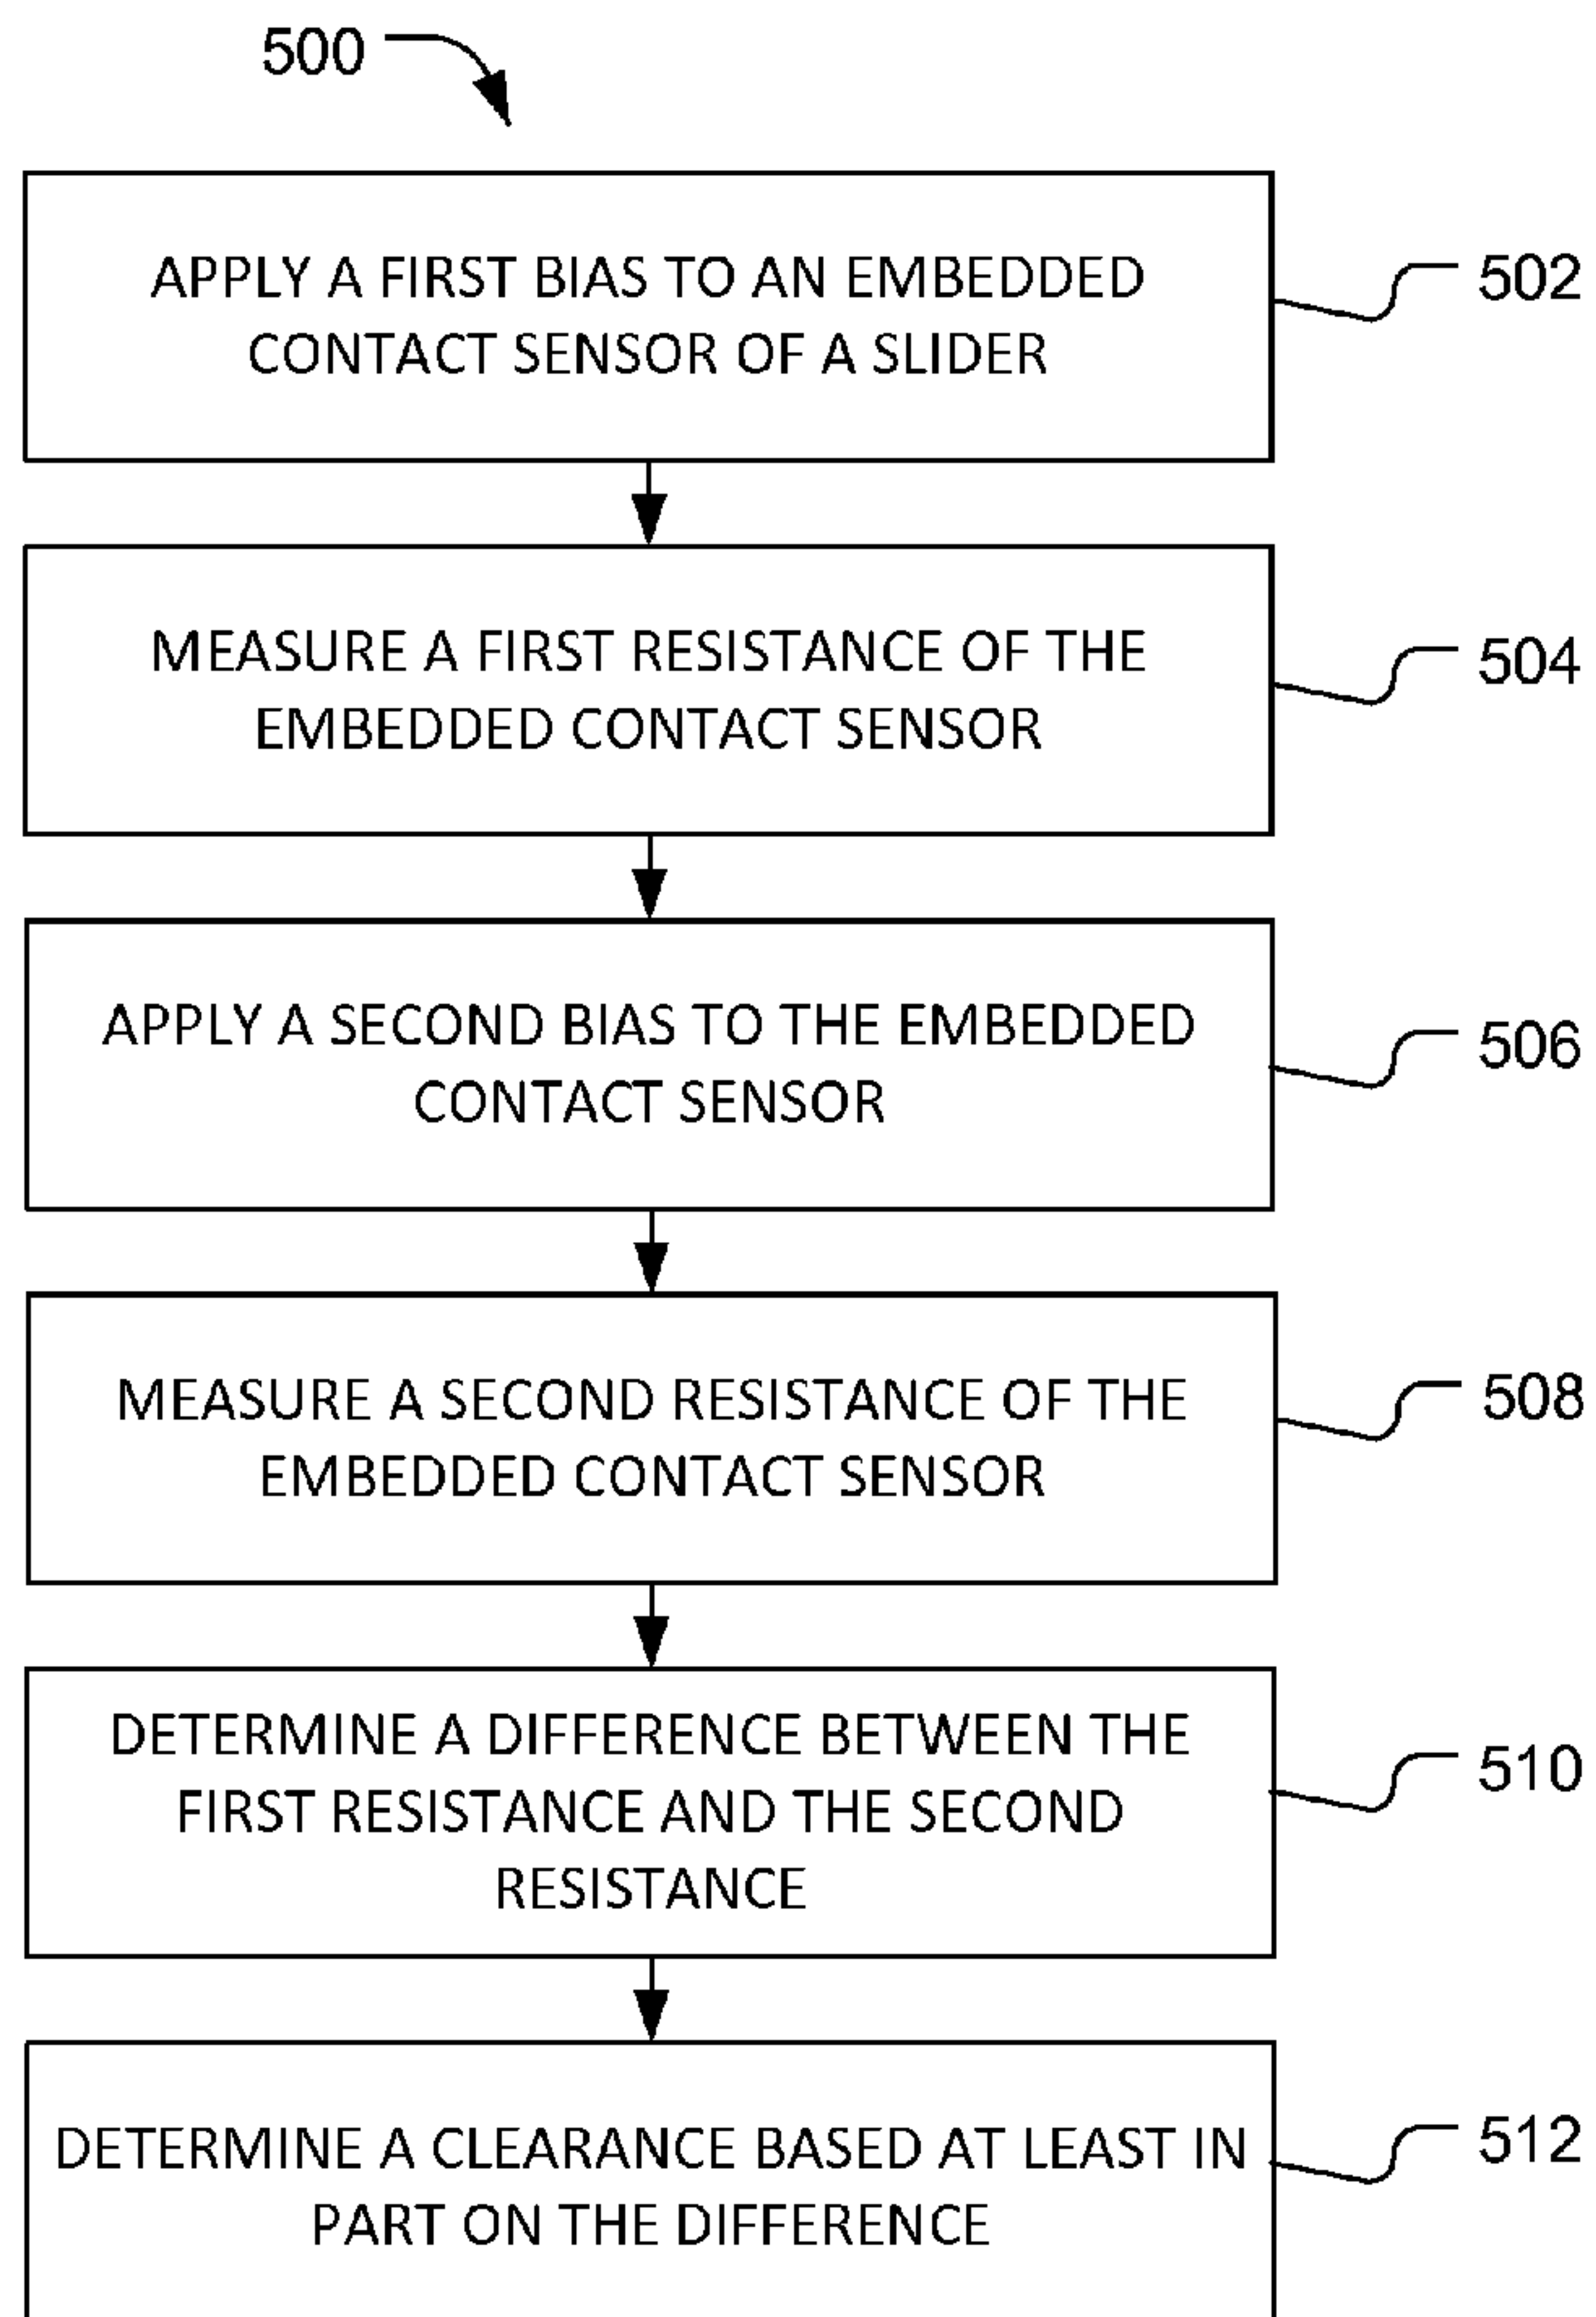 500
APPLY A FIRST BIAS TO AN EMBEDDED
CONTACT SENSOR OF A SLIDER
502
MEASURE A FIRST RESISTANCE OF THE
EMBEDDED CONTACT SENSOR
504
APPLY A SECOND BIAS TO THE EMBEDDED
CONTACT SENSOR
506
MEASURE A SECOND RESISTANCE OF THE
EMBEDDED CONTACT SENSOR
508
DETERMINE A DIFFERENCE BETWEEN THE
FIRST RESISTANCE AND THE SECOND
RESISTANCE
510
DETERMINE A CLEARANCE BASED AT LEAST IN
PART ON THE DIFFERENCE
512